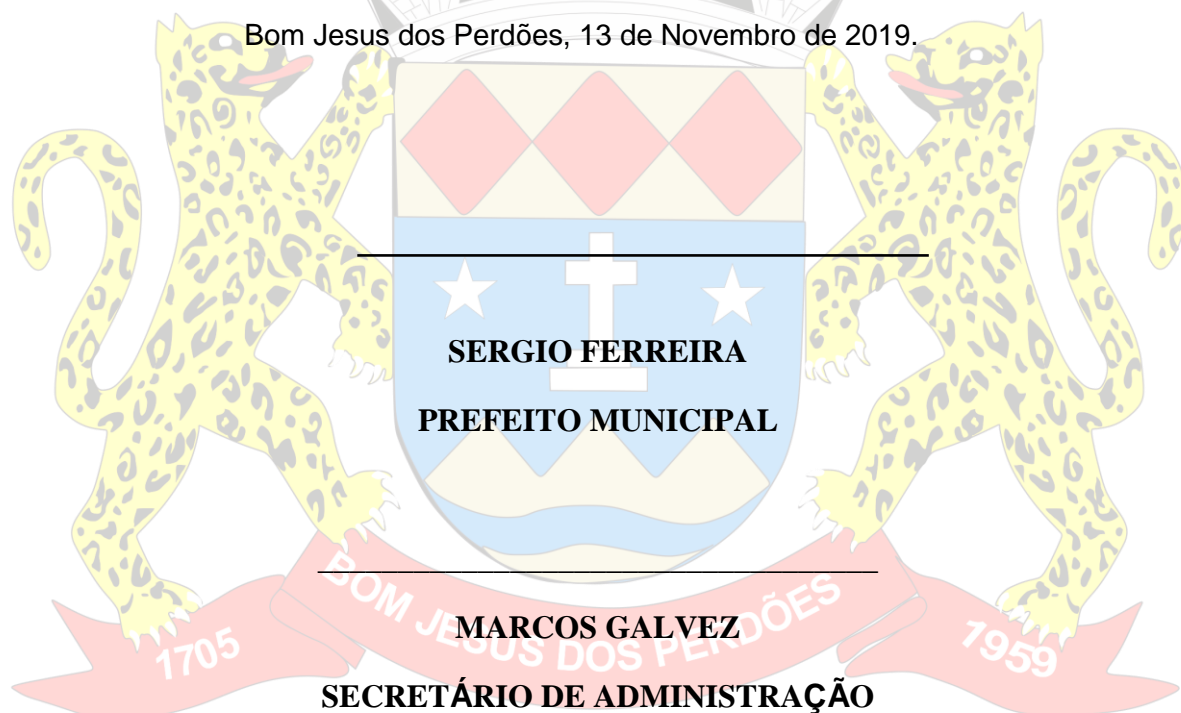 Bom Jesus dos Perdões, 13 de Novembro de 2019.
SERGIO FERREIRA
PREFEITO MUNICIPAL
MARCOS GALVEZ
SECRETÁRIO DE ADMINISTRAÇÃO
1705
BOM JESUS DOS PERDÕES
1959